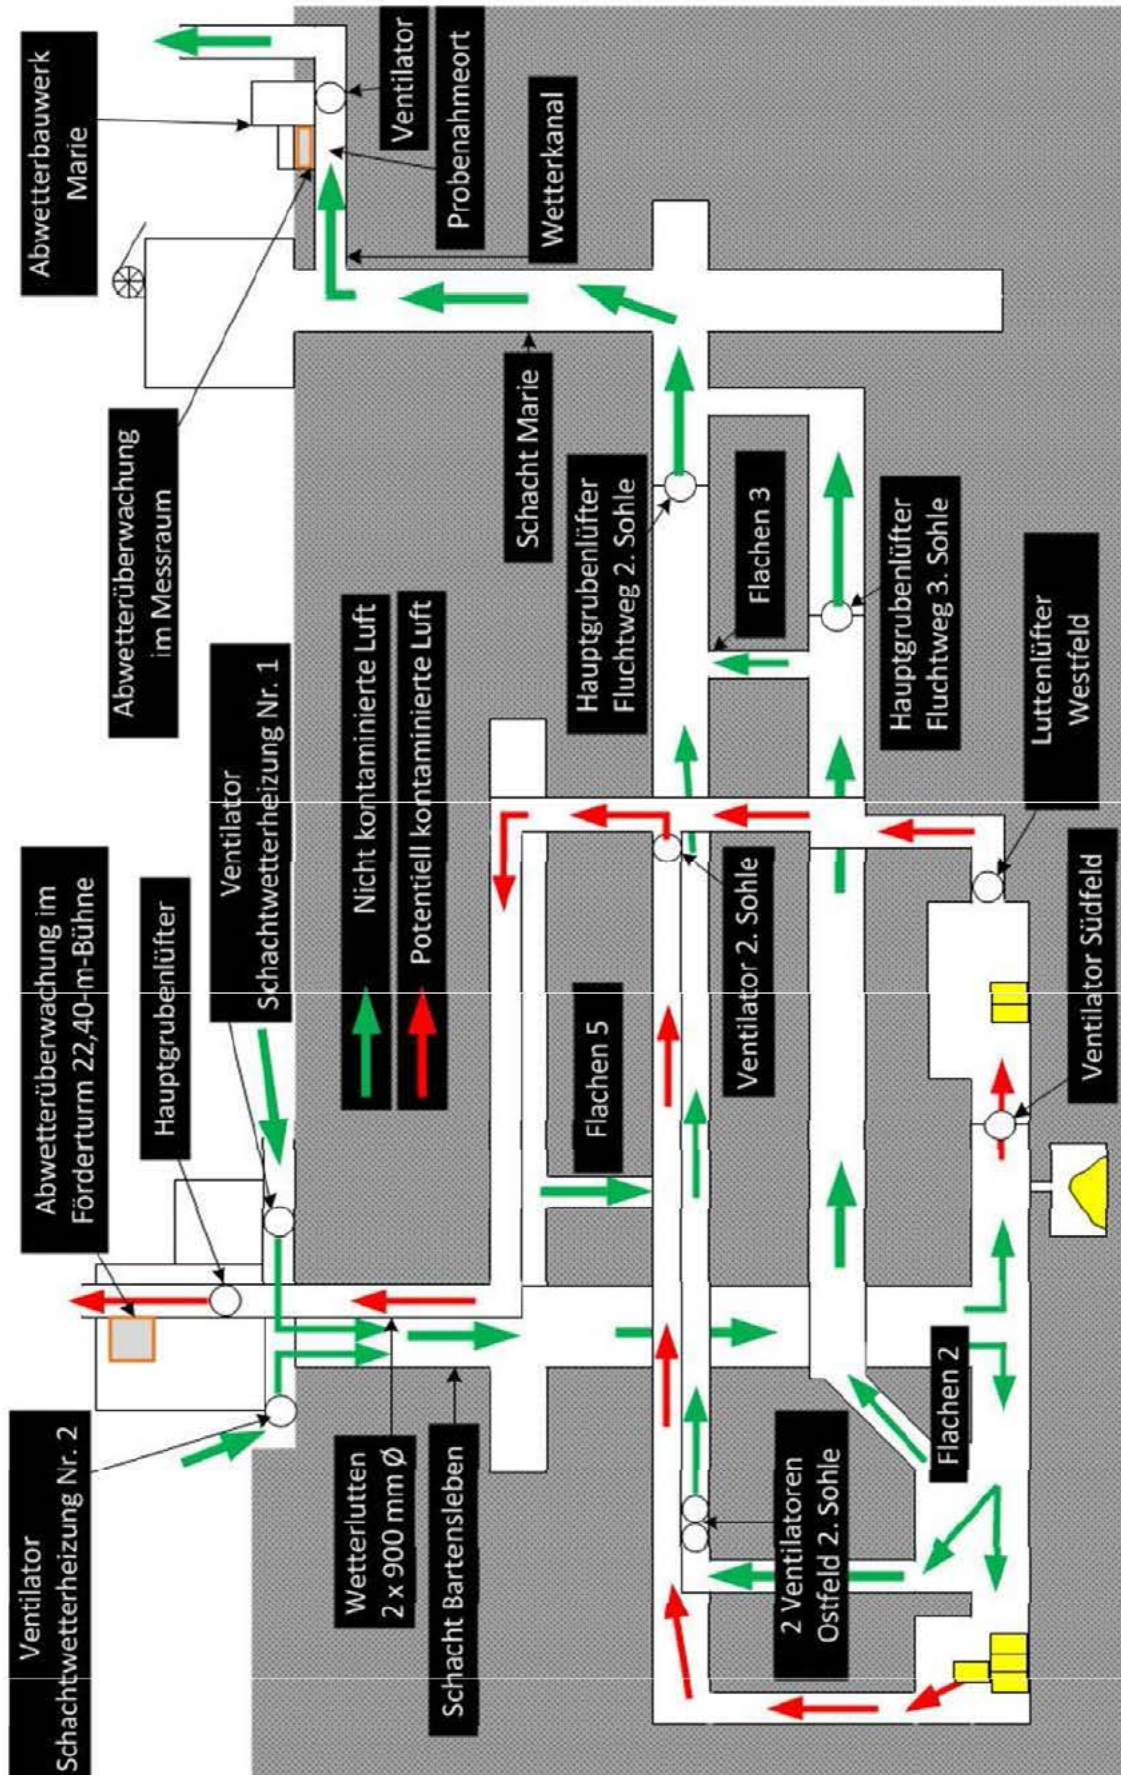 Ventilator
Schachtwetterheizung Nr. 2
Abwetterüberwachung im
Förderturm 22,40-m-Bühne
Hauptgrubenlüfter
Ventilator
Schachtwetterheizung Nr. 1
Abwetterüberwachung
im Messraum
Abwetterbauwerk
Marie
Ventilator
Probenahmeort
Wetterkanal
Wetterlutten
2 x 900 mm Ø
Schacht Bartensleben
Nicht kontaminierte Luft
Potentiell kontaminierte Luft
Schacht Marie
Hauptgrubenlüfter
Fluchtweg 2. Sohle
Flachen 5
Flachen 3
2 Ventilatoren
Ostfeld 2. Sohle
Ventilator 2. Sohle
Hauptgrubenlüfter
Fluchtweg 3. Sohle
Flachen 2
Luttenlüfter
Westfeld
Ventilator Südfeld